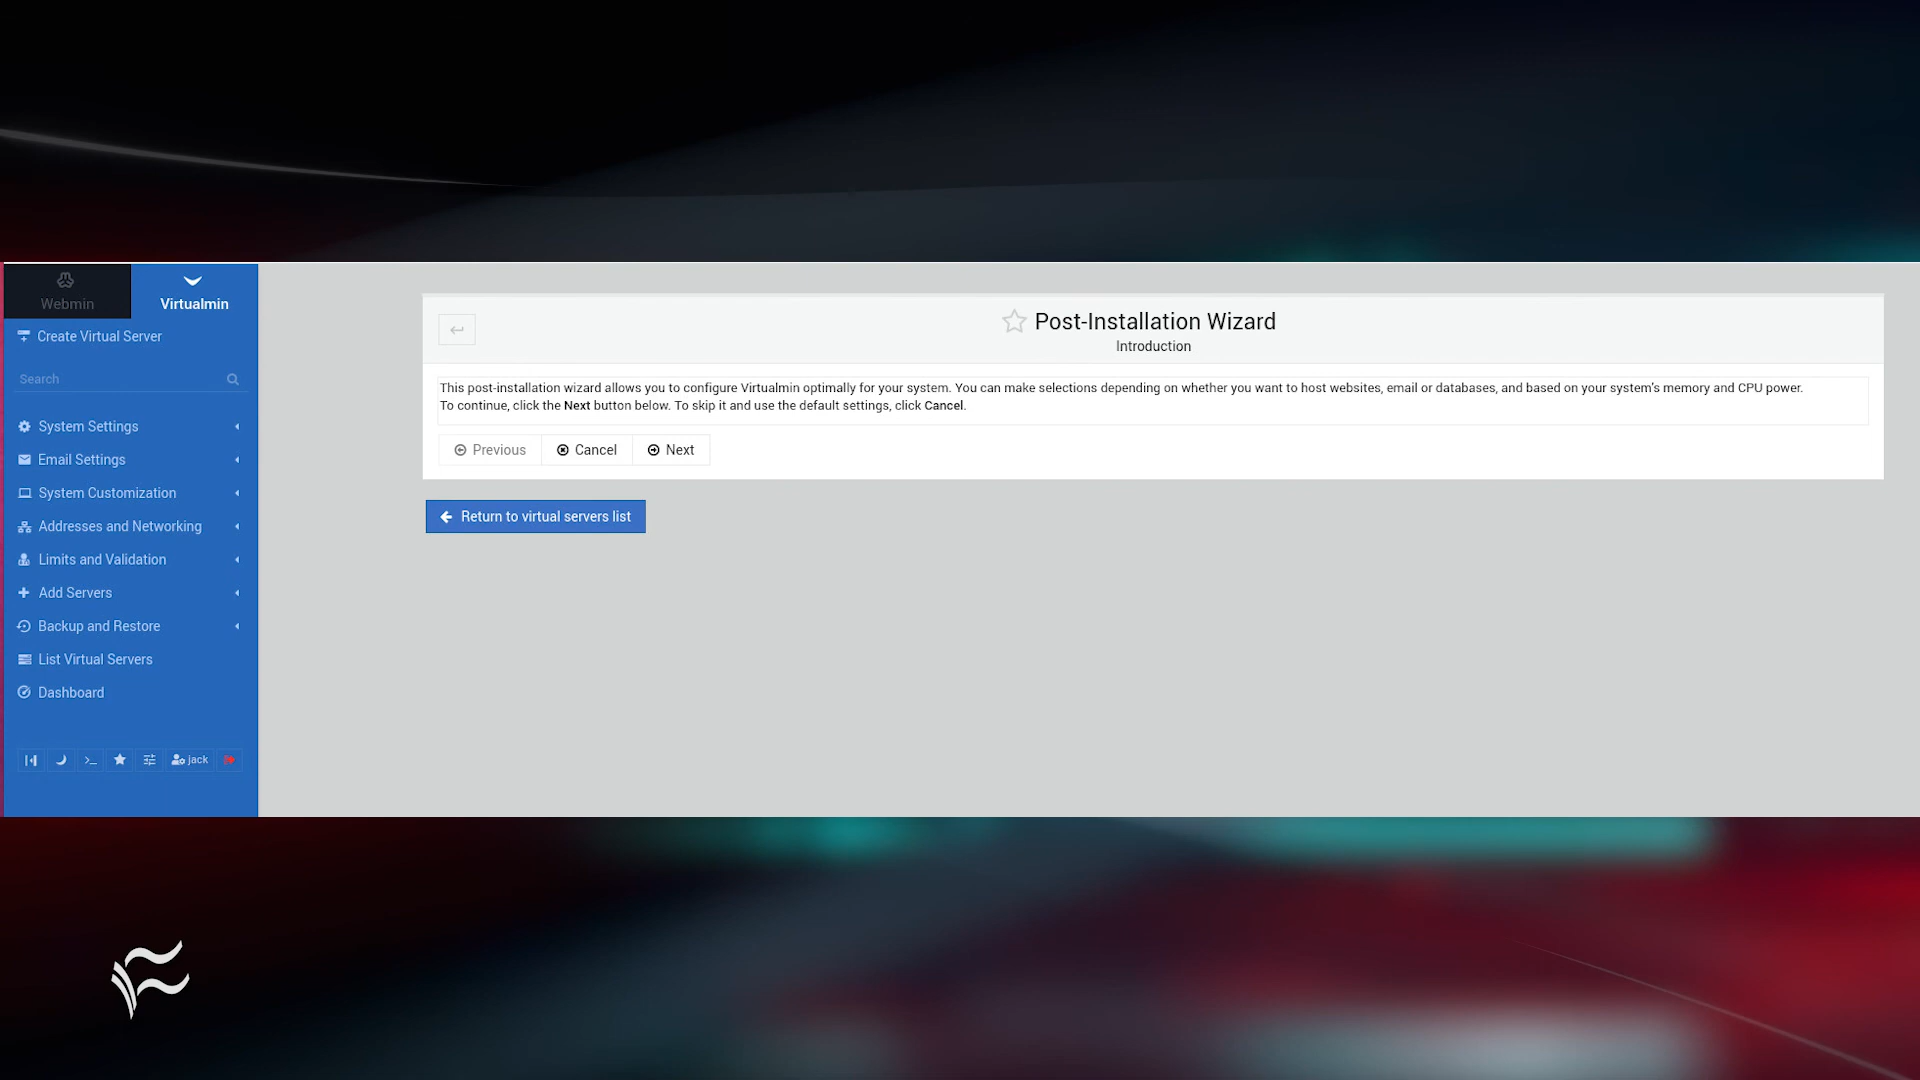 Webmin
Virtualmin
Create Virtual Server
Search
System Settings
Email Settings
System Customization
Addresses and Networking
Limits and Validation
Add Servers
Backup and Restore
List Virtual Servers
Dashboard
jack
Post-Installation Wizard
Introduction
This post-installation wizard allows you to configure Virtualmin optimally for your system. You can make selections depending on whether you want to host websites, email or databases, and based on your system's memory and CPU power.
To continue, click the Next button below. To skip it and use the default settings, click Cancel.
Previous Cancel Next
Return to virtual servers list